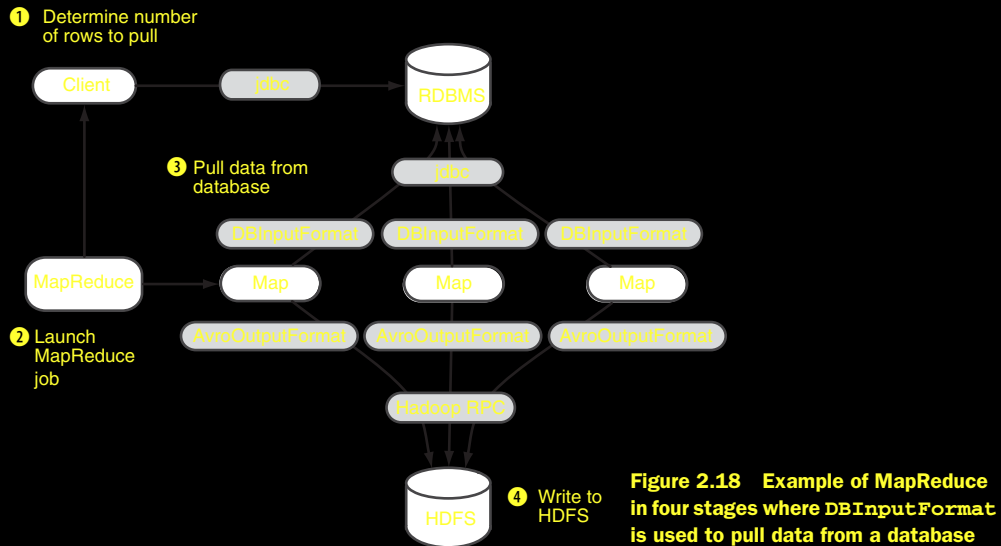 1 Determine number
of rows to pull
Client
jdbc
RDBMS
3 Pull data from
database
jdbc
DBInputFormat
DBInputFormat
DBInputFormat
MapReduce
Map
Map
Map
2 Launch
MapReduce
job
AvroOutputFormat
AvroOutputFormat
AvroOutputFormat
Hadoop RPC
HDFS
4 Write to
HDFS
Figure 2.18 Example of MapReduce
in four stages where DBInputFormat
is used to pull data from a database